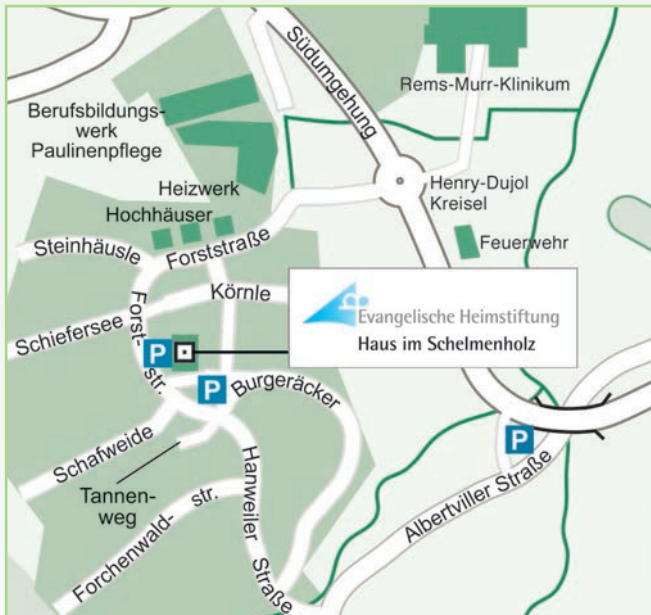 Südumgehung
Rems-Murr-Klinikum
Berufsbildungs-
werk
Paulinenpflege
Heizwerk
Hochhäuser
Henry-Dujol
Kreisel
Steinhäusle
Forststraße
Feuerwehr
Körnle
Evangelische Heimstiftung
Haus im Schelmenholz
Schiefersee
Forst-
str.
P
P
Burgeräcker
P
Schafweide
Tannen-
weg
Hanweiler Straße
Albertviller Straße
Forchenwald-
str.